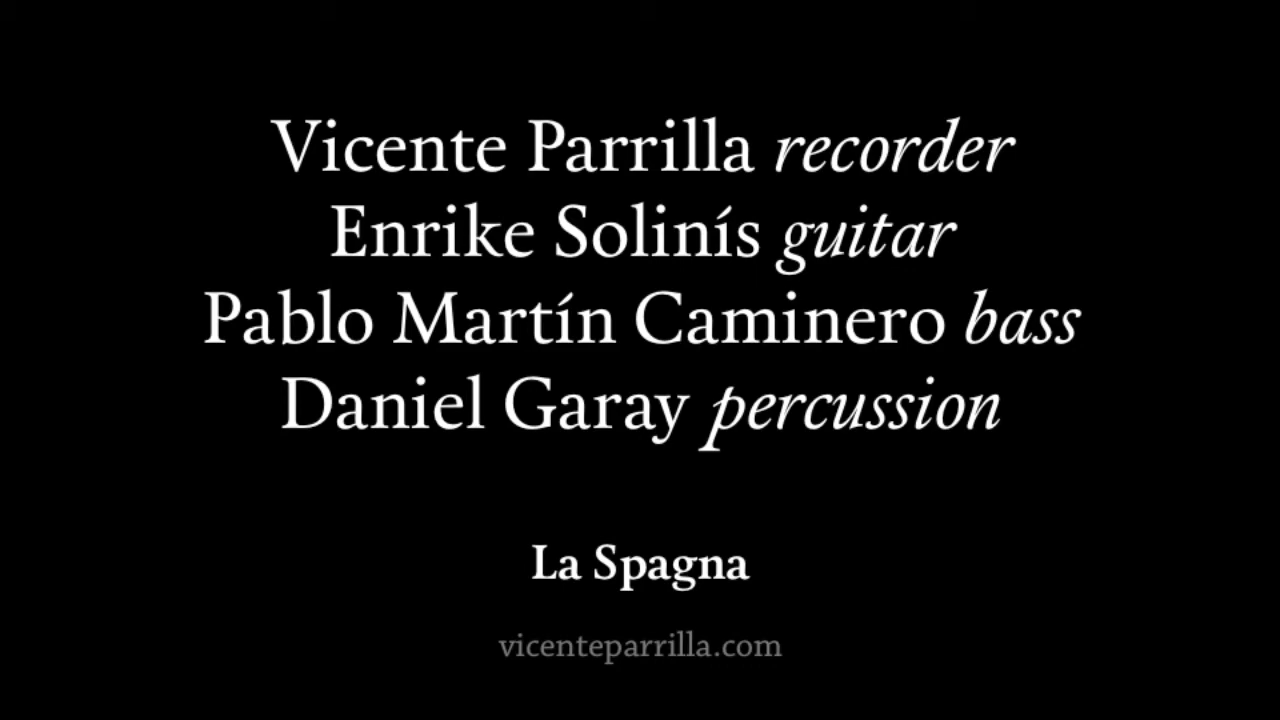 Vicente Parrilla recorder
Enrike Solinís guitar
Pablo Martín Caminero bass
Daniel Garay percussion
La Spagna
vicenteparrilla.com